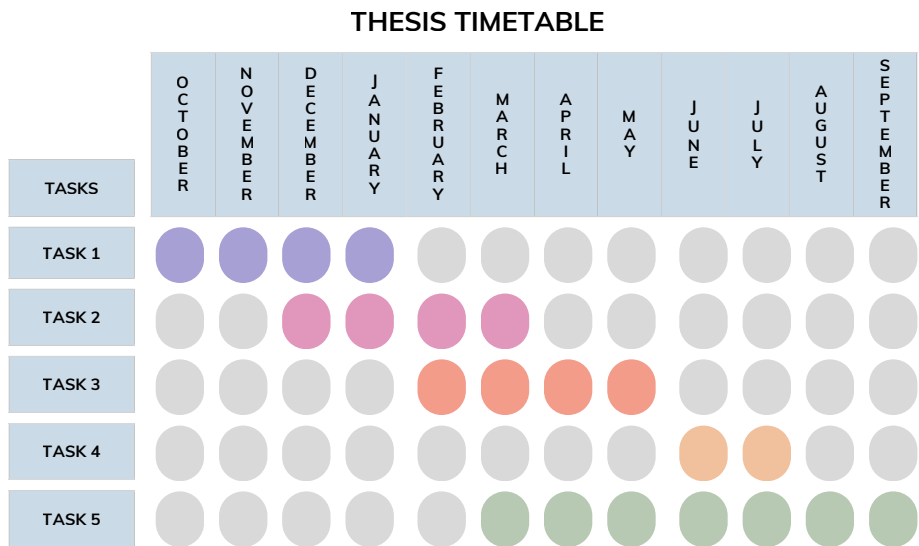 THESIS TIMETABLE
TASKS
OCTOBER
NOVEMBER
DECEMBER
JANUARY
FEBRUARY
MARCH
APRIL
MAY
JUNE
JULY
AUGUST
SEPTEMBER
TASK 1
TASK 2
TASK 3
TASK 4
TASK 5